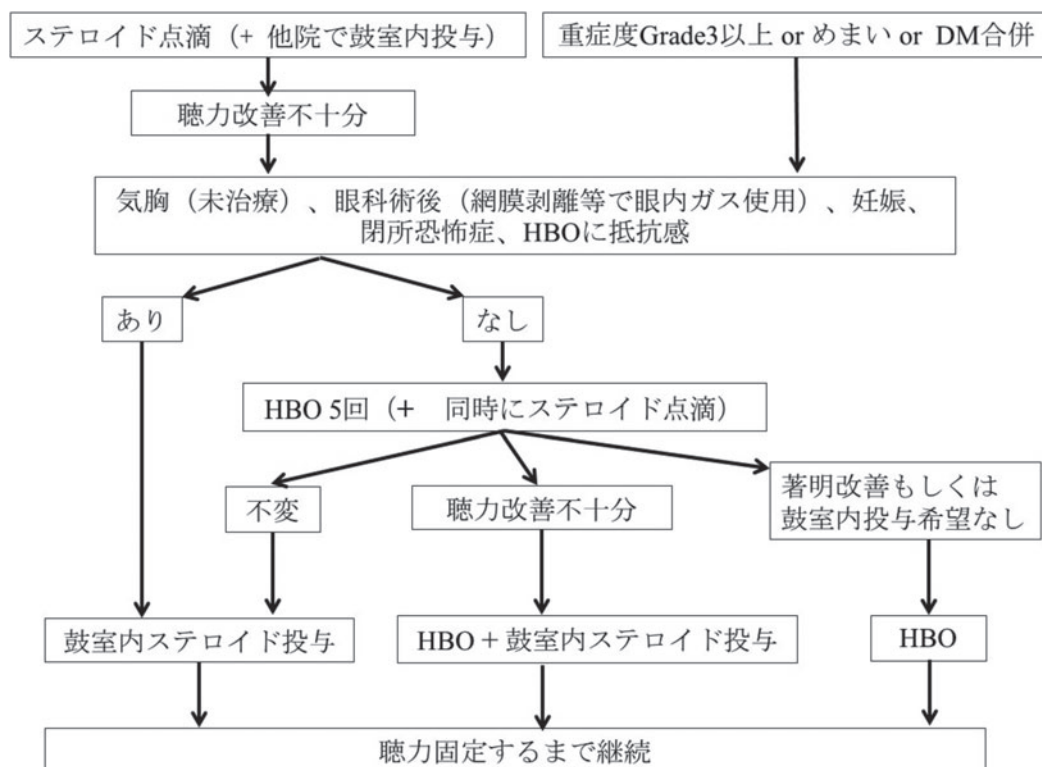 ステロイド点滴（+ 他院で鼓室内投与）
重症度Grade3以上 or めまい or DM合併
聴力改善不十分
気胸（未治療）、眼科術後（網膜剥離等で眼内ガス使用）、妊娠、
閉所恐怖症、HBOに抵抗感
あり
なし
HBO 5回（+ 同時にステロイド点滴）
不変
聴力改善不十分
著明改善もしくは
鼓室内投与希望なし
鼓室内ステロイド投与
HBO＋鼓室内ステロイド投与
HBO
聴力固定するまで継続